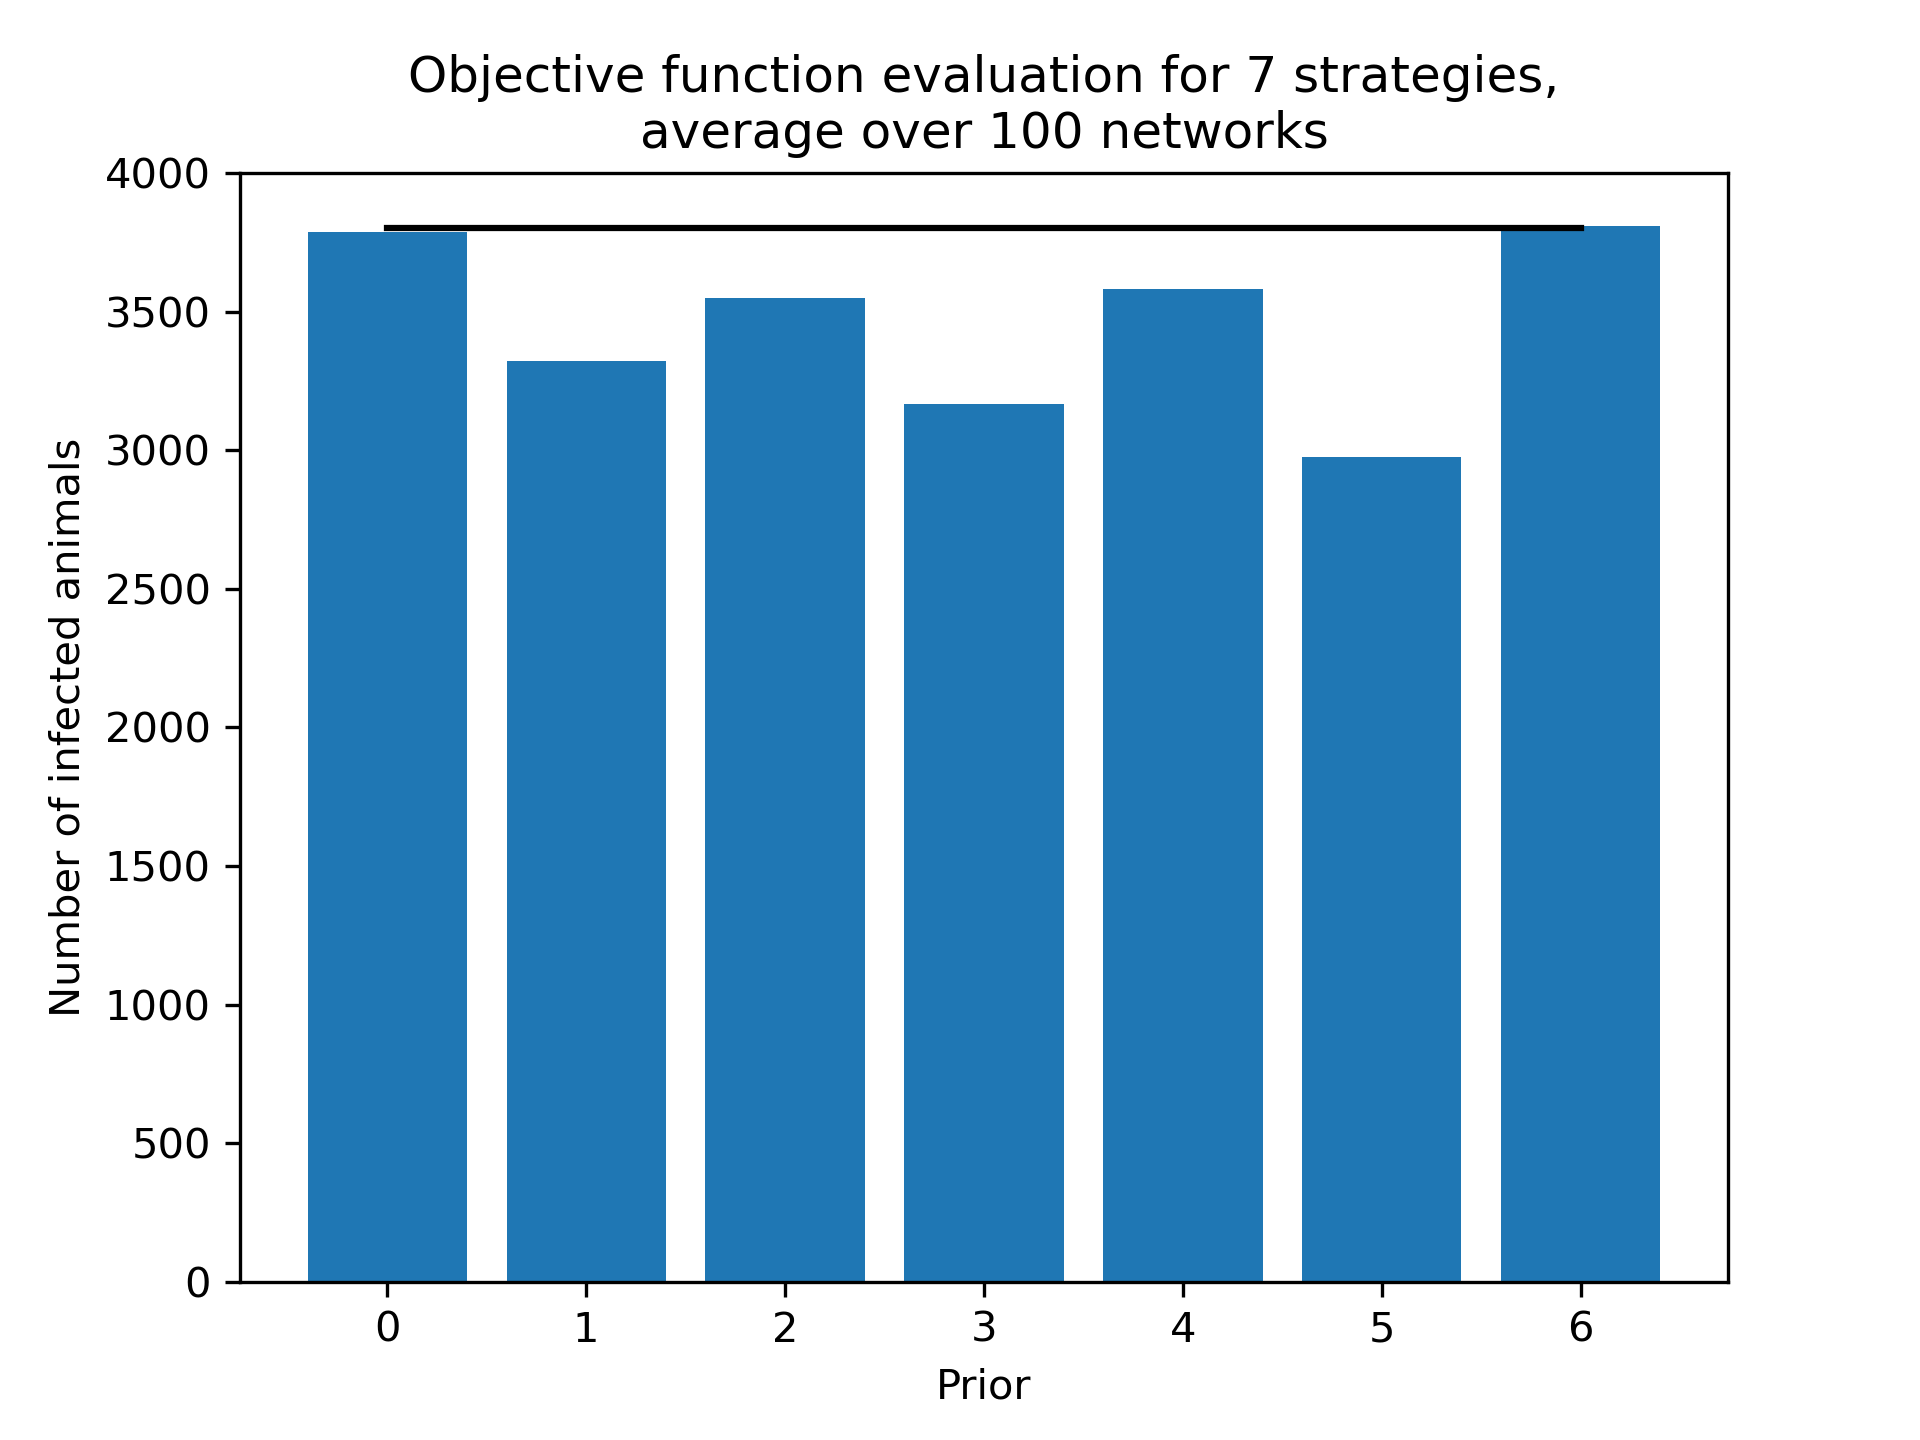 Objective function evaluation for 7 strategies,
average over 100 networks
4000
3500
3000
2500
2000
1500
1000
500
0
Number of infected animals
0 1 2 3 4 5 6
Prior